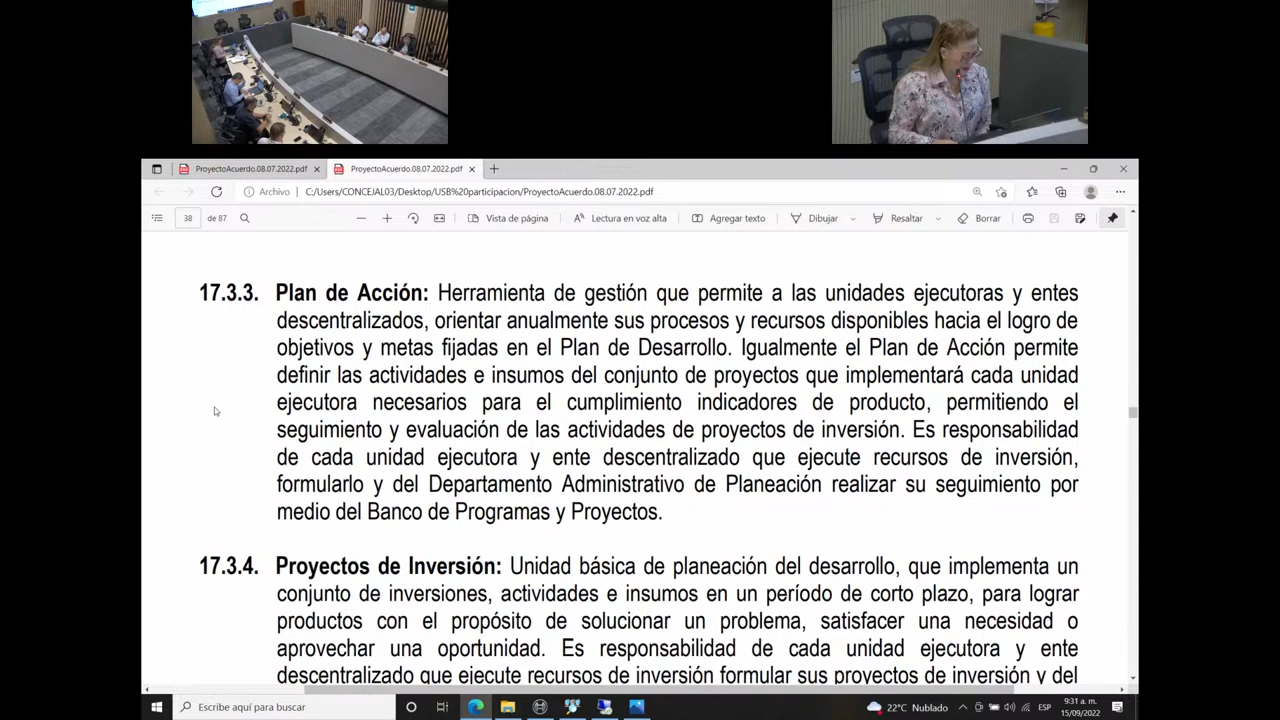 ProyectoAcuerdo.08.07.2022.pdf
ProyectoAcuerdo.08.07.2022.pdf
Archivo C:/Users/CONCEJAL03/Desktop/USB%20participacion/ProyectoAcuerdo.08.07.2022.pdf
38 de 87 Vista de página Lectura en voz alta Agregar texto Dibujar Resaltar Borrar
17.3.3. Plan de Acción: Herramienta de gestión que permite a las unidades ejecutoras y entes
descentralizados, orientar anualmente sus procesos y recursos disponibles hacia el logro de
objetivos y metas fijadas en el Plan de Desarrollo. Igualmente el Plan de Acción permite
definir las actividades e insumos del conjunto de proyectos que implementará cada unidad
ejecutora necesarios para el cumplimiento indicadores de producto, permitiendo el
seguimiento y evaluación de las actividades de proyectos de inversión. Es responsabilidad
de cada unidad ejecutora y ente descentralizado que ejecute recursos de inversión,
formularlo y del Departamento Administrativo de Planeación realizar su seguimiento por
medio del Banco de Programas y Proyectos.
17.3.4. Proyectos de Inversión: Unidad básica de planeación del desarrollo, que implementa un
conjunto de inversiones, actividades e insumos en un período de corto plazo, para lograr
productos con el propósito de solucionar un problema, satisfacer una necesidad o
aprovechar una oportunidad. Es responsabilidad de cada unidad ejecutora y ente
descentralizado que ejecute recursos de inversión formular sus proyectos de inversión y del
Escribe aquí para buscar
22°C Nublado
ESP
9:31 a. m.
15/09/2022